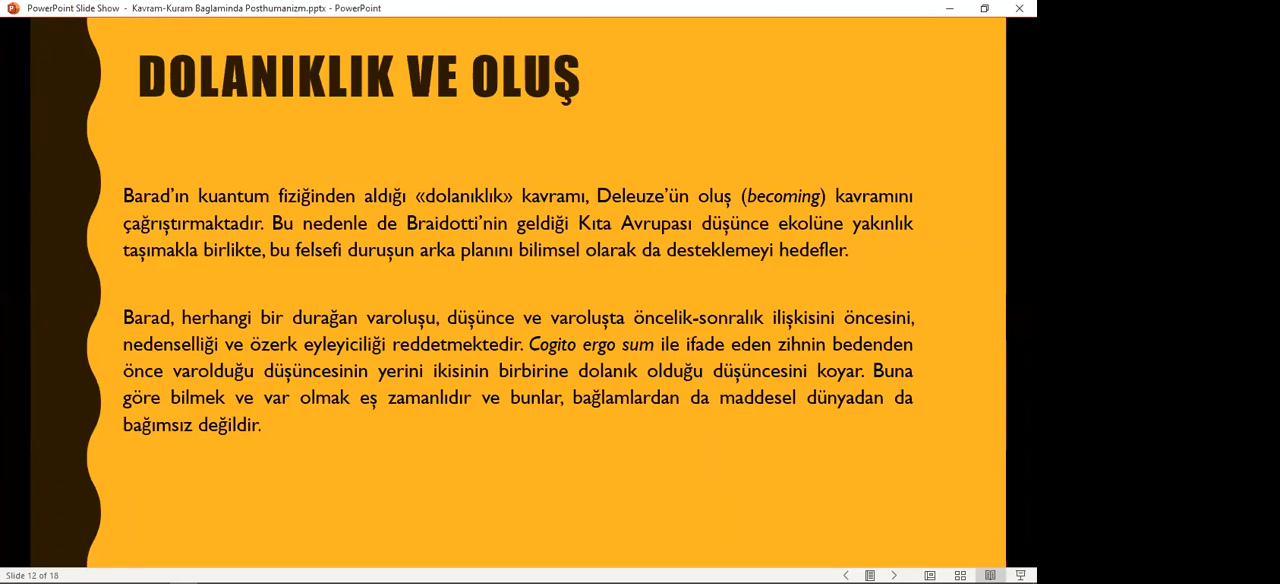 PowerPoint Slide Show - Kavram-Kuram Baglaminda Posthumanizm.pptx - PowerPoint
DOLANIKLIK VE OLUŞ
Barad’ın kuantum fiziğinden aldığı «dolanıklık» kavramı, Deleuze’ün oluş (becoming) kavramını
çağrıştırmaktadır. Bu nedenle de Braidotti’nin geldiği Kıta Avrupası düşünce ekolüne yakınlık
taşımakla birlikte, bu felsefi duruşun arka planını bilimsel olarak da desteklemeyi hedefler.
Barad, herhangi bir durağan varoluşu, düşünce ve varoluşta öncelik-sonralık ilişkisini öncesini,
nedenselliği ve özerk eyleyiciliği reddetmektedir. Cogito ergo sum ile ifade eden zihnin bedenden
önce varolduğu düşüncesinin yerini ikisinin birbirine dolanık olduğu düşüncesini koyar. Buna
göre bilmek ve var olmak eş zamanlıdır ve bunlar, bağlamlardan da maddesel dünyadan da
bağımsız değildir.
Slide 12 of 18